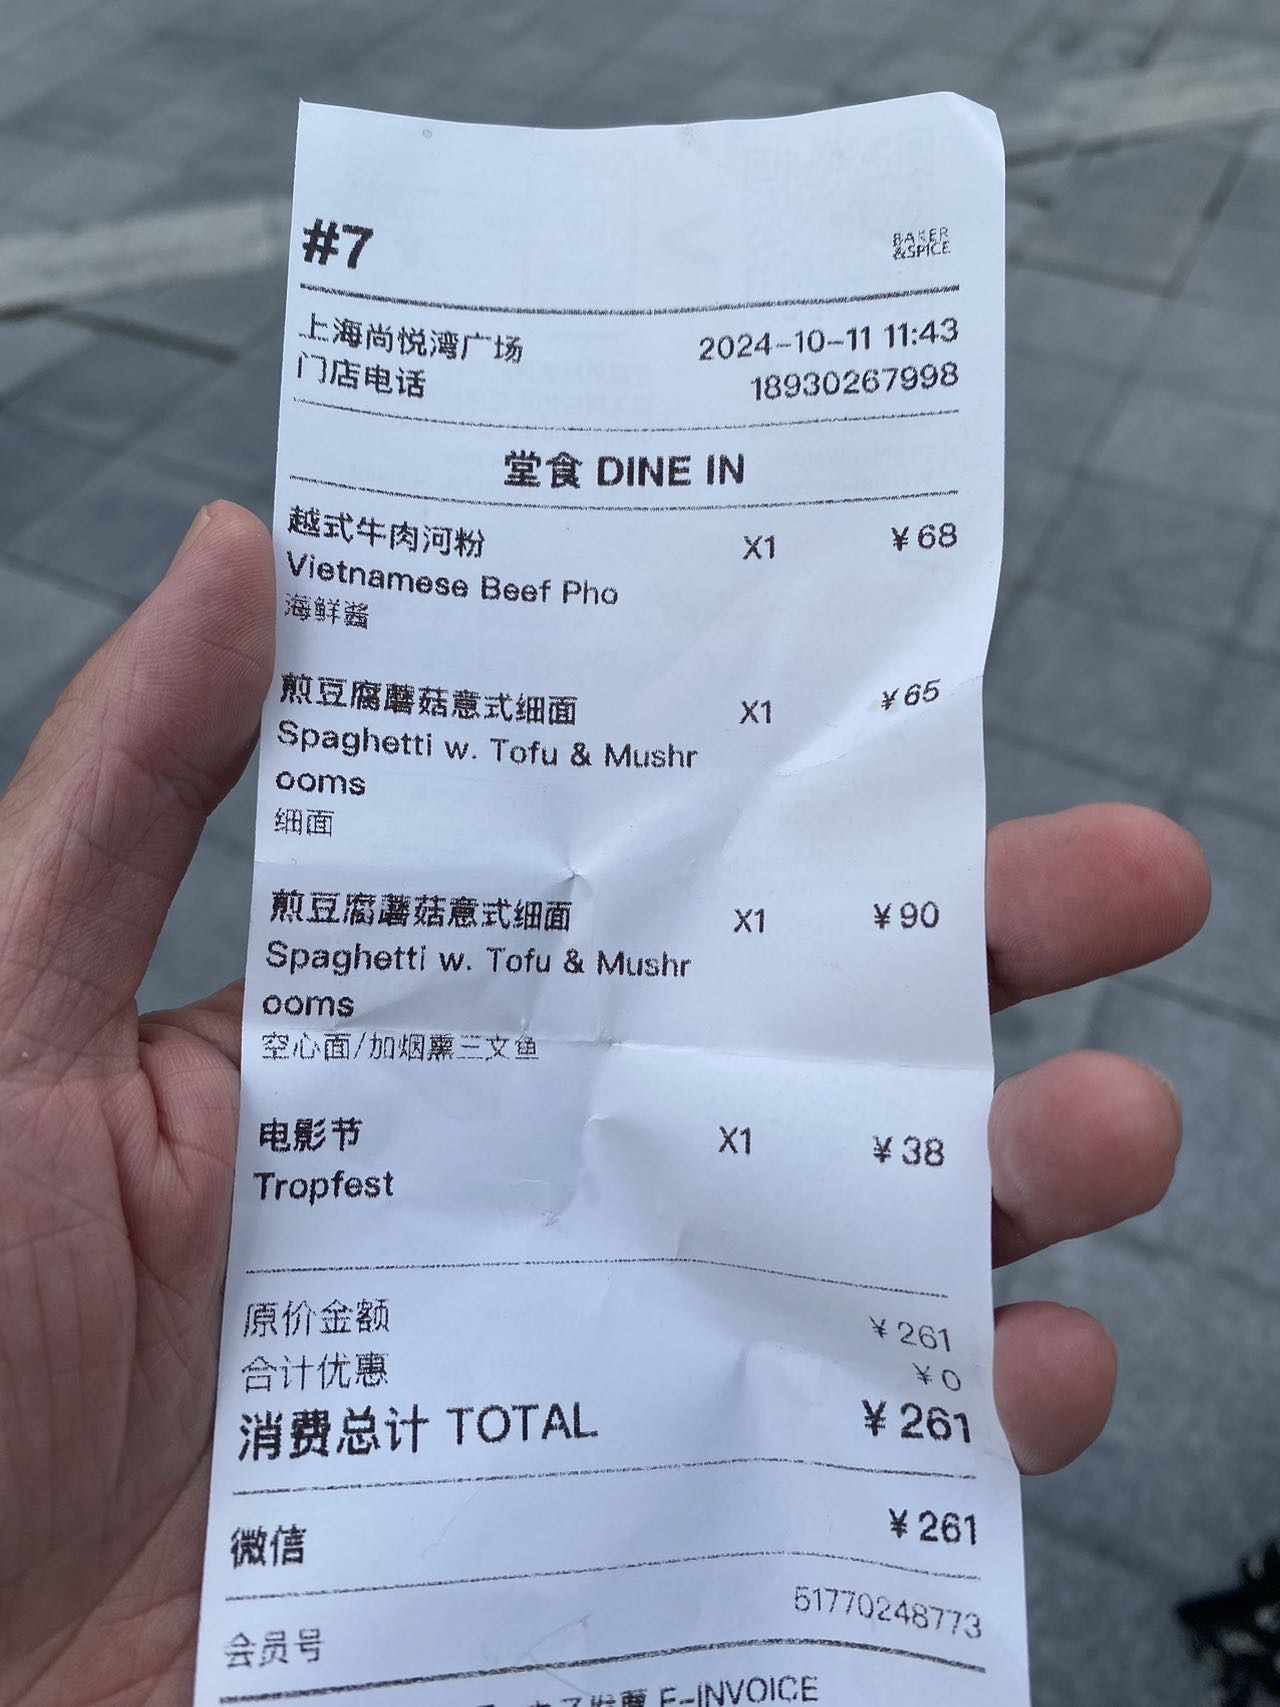 #7
BAKER
&SPICE
上海尚悦湾广场 2024-10-11 11:43
门店电话 18930267998
堂食 DINE IN
越式牛肉河粉 X1 ¥68
Vietnamese Beef Pho
海鲜酱
煎豆腐蘑菇意式细面 X1 ¥65
Spaghetti w. Tofu & Mushr
ooms
细面
煎豆腐蘑菇意式细面 X1 ¥90
Spaghetti w. Tofu & Mushr
ooms
空心面/加烟熏三文鱼
电影节 X1 ¥38
Tropfest
原价金额 ¥261
合计优惠 ¥0
消费总计 TOTAL ¥261
微信 ¥261
会员号 51770248773
电子发票 E-INVOICE